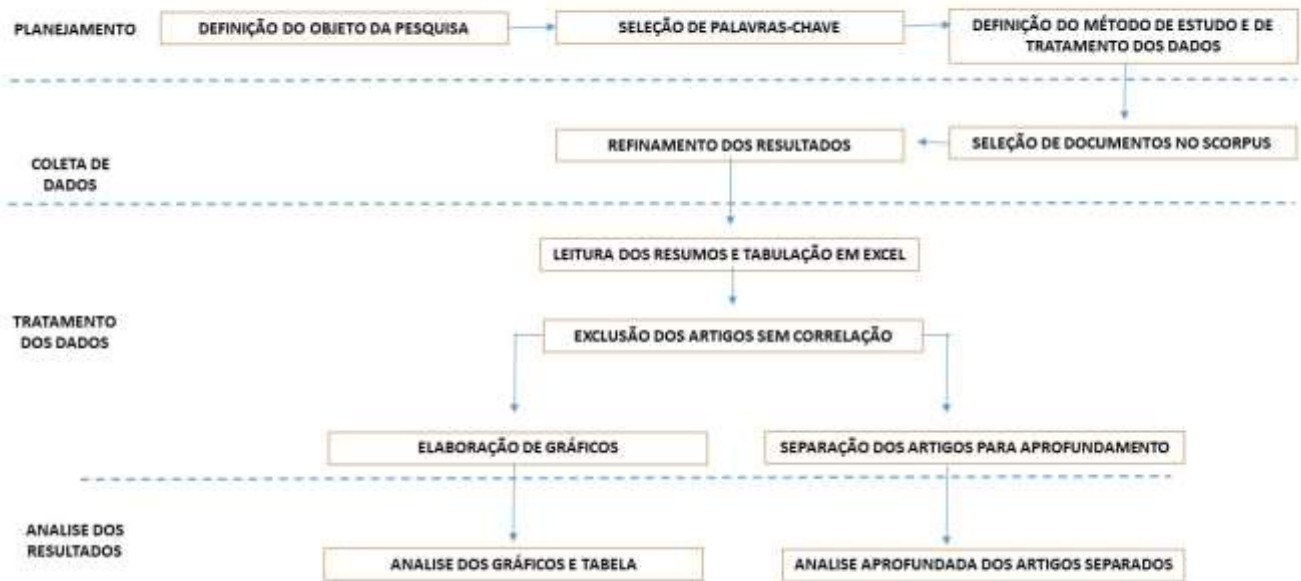 PLANEJAMENTO
DEFINIÇÃO DO OBJETO DA PESQUISA
SELEÇÃO DE PALAVRAS-CHAVE
DEFINIÇÃO DO MÉTODO DE ESTUDO E DE
TRATAMENTO DOS DADOS
COLETA DE
DADOS
SELEÇÃO DE DOCUMENTOS NO SCORPUS
REFINAMENTO DOS RESULTADOS
TRATAMENTO
DOS DADOS
LEITURA DOS RESUMOS E TABULAÇÃO EM EXCEL
EXCLUSÃO DOS ARTIGOS SEM CORRELAÇÃO
ELABORAÇÃO DE GRÁFICOS
SEPARAÇÃO DOS ARTIGOS PARA APROFUNDAMENTO
ANALISE DOS
RESULTADOS
ANALISE DOS GRÁFICOS E TABELA
ANALISE APROFUNDADA DOS ARTIGOS SEPARADOS